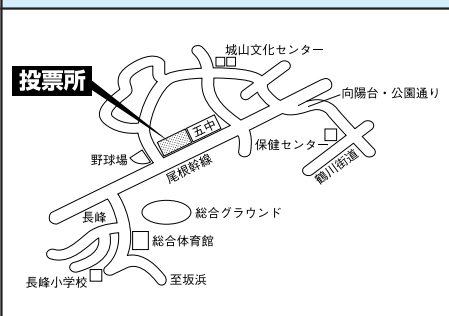 城山文化センター
投票所
向陽台・公園通り
五中
保健センター
野球場
尾根幹線
鶴川街道
長峰
総合グラウンド
総合体育館
長峰小学校
至坂浜